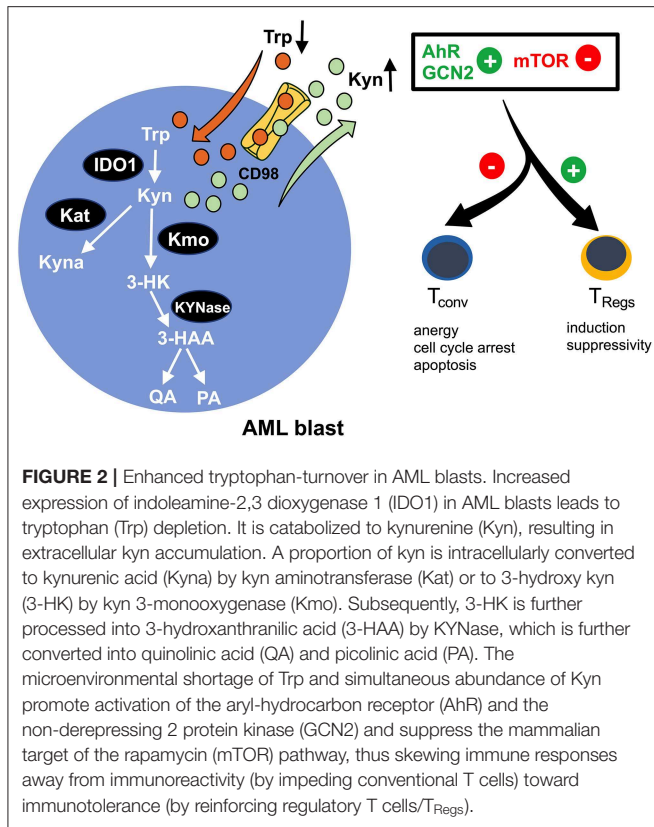 Trp
Kyn
AhR
GCN2
+
mTOR
-
Trp
IDO1
Kyn
CD98
Kat
Kmo
Kyna
3-HK
KYNase
3-HAA
QA
PA
AML blast
-
+
Tconv
anergy
cell cycle arrest
apoptosis
TRegs
induction
suppressivity
FIGURE 2 | Enhanced tryptophan-turnover in AML blasts. Increased
expression of indoleamine-2,3 dioxygenase 1 (IDO1) in AML blasts leads to
tryptophan (Trp) depletion. It is catabolized to kynurenine (Kyn), resulting in
extracellular kyn accumulation. A proportion of kyn is intracellularly converted
to kynurenic acid (Kyna) by kyn aminotransferase (Kat) or to 3-hydroxy kyn
(3-HK) by kyn 3-monooxygenase (Kmo). Subsequently, 3-HK is further
processed into 3-hydroxanthranilic acid (3-HAA) by KYNase, which is further
converted into quinolinic acid (QA) and picolinic acid (PA). The
microenvironmental shortage of Trp and simultaneous abundance of Kyn
promote activation of the aryl-hydrocarbon receptor (AhR) and the
non-derepressing 2 protein kinase (GCN2) and suppress the mammalian
target of the rapamycin (mTOR) pathway, thus skewing immune responses
away from immunoreactivity (by impeding conventional T cells) toward
immunotolerance (by reinforcing regulatory T cells/TRegs).